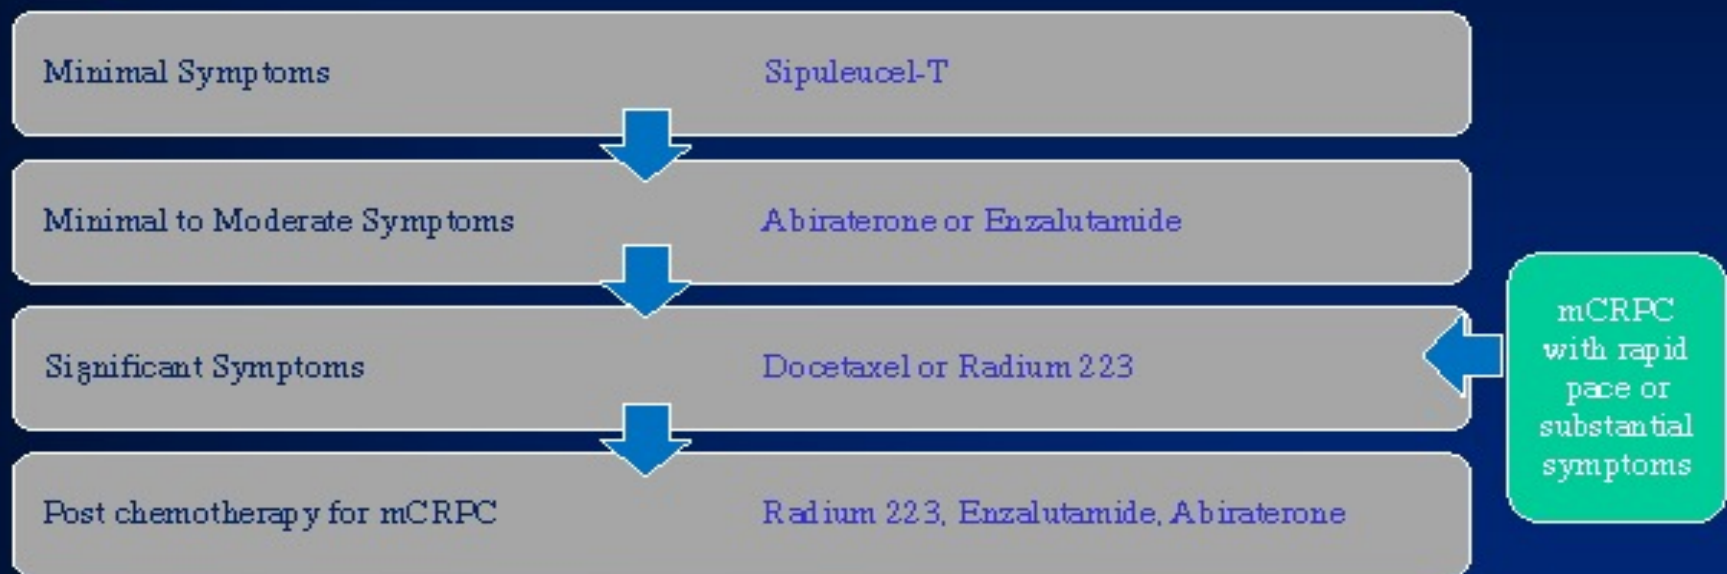 Minimal Symptoms
Sipuleucel-T
Minimal to Moderate Symptoms
Abiraterone or Enzalutamide
Significant Symptoms
Docetaxel or Radium 223
mCRPC
with rapid
pace or
substantial
symptoms
Post chemotherapy for mCRPC
Radium 223, Enzalutamide, Abiraterone